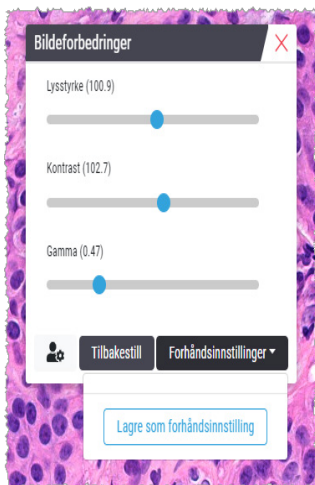 Bildeforbedringer
Lysstyrke (100.9)
Kontrast (102.7)
Gamma (0.47)
Tilbakestill
Forhåndsinnstillinger
Lagre som forhåndsinnstilling